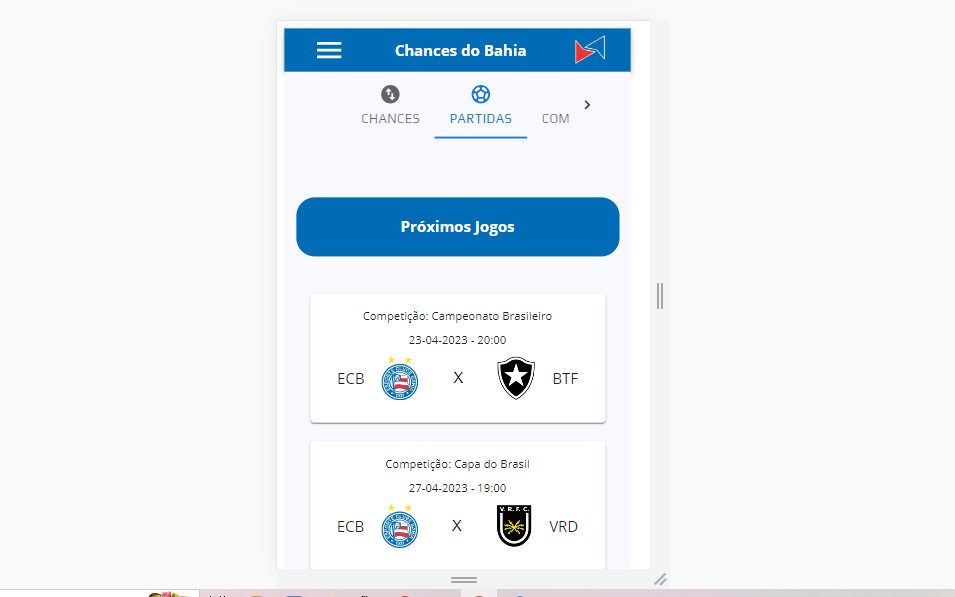 Chances do Bahia
CHANCES
PARTIDAS
COM
Próximos Jogos
Competição: Campeonato Brasileiro
23-04-2023 - 20:00
ECB
X
BTF
Competição: Capa do Brasil
27-04-2023 - 19:00
ECB
X
V.R.F.C.
VRD